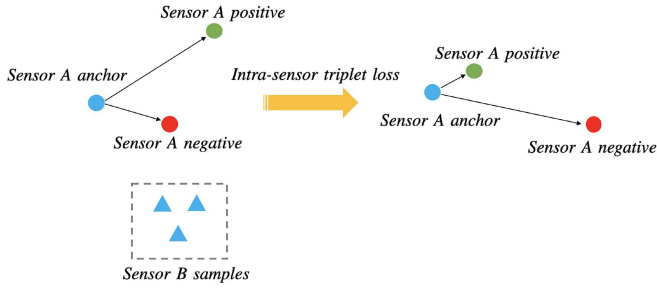 Sensor A positive
Sensor A anchor
Sensor A negative
Intra-sensor triplet loss
Sensor A positive
Sensor A anchor
Sensor A negative
Sensor B samples